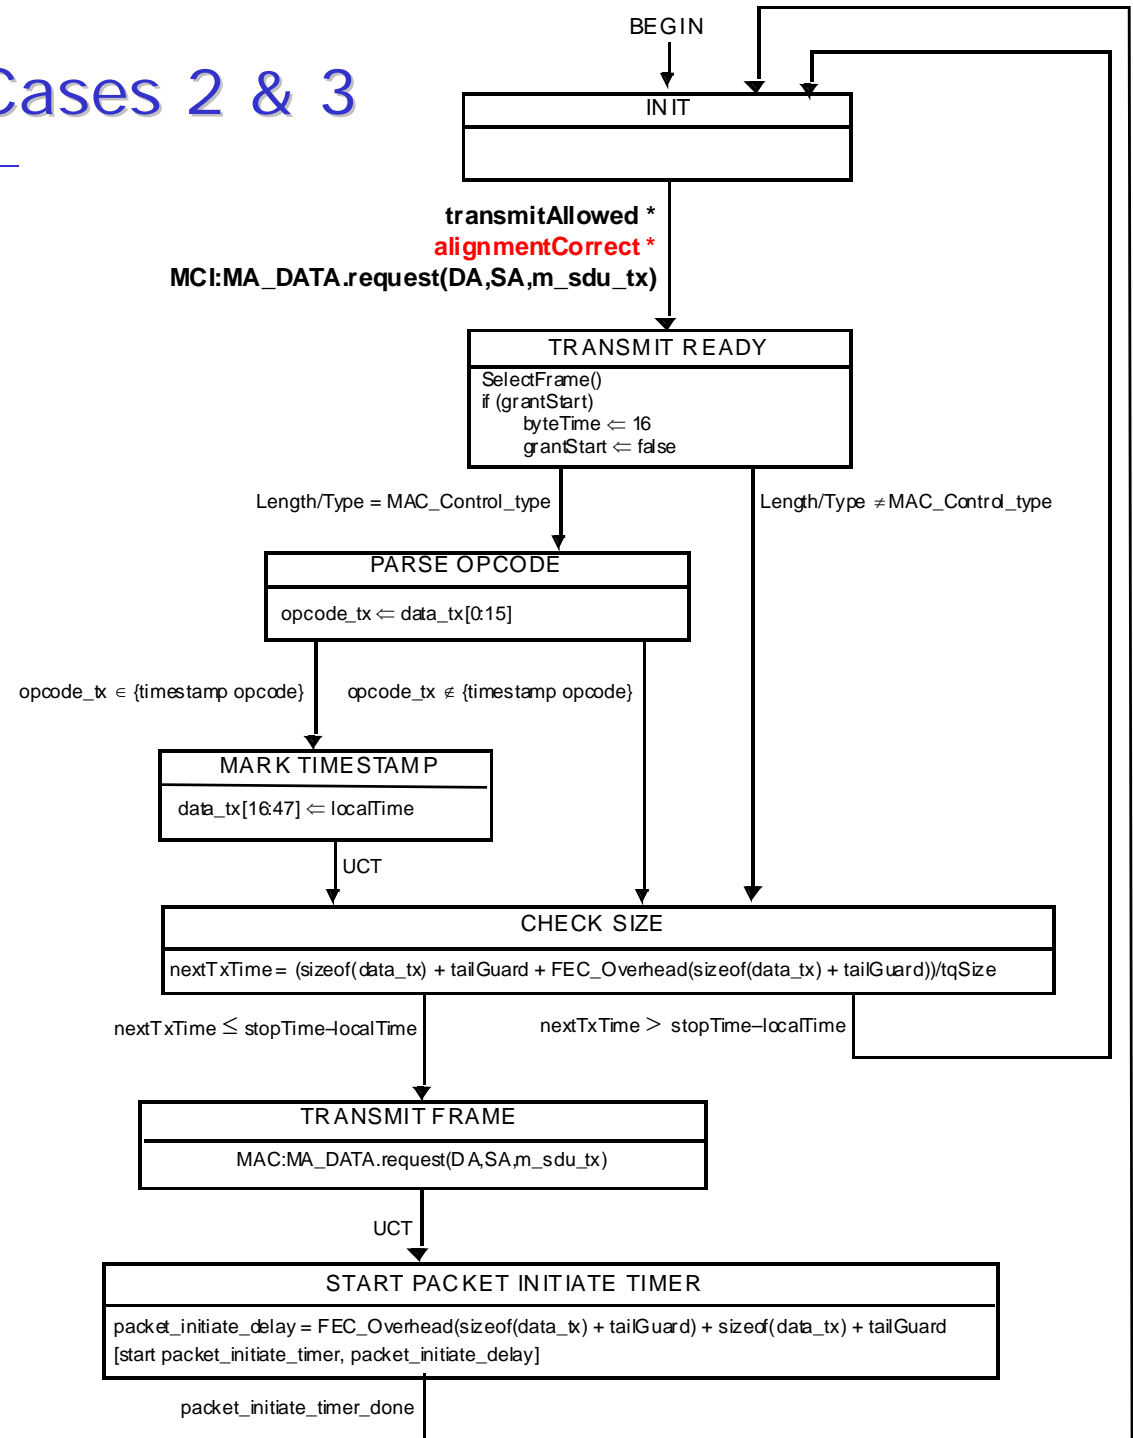 BEGIN
Cases 2 & 3
INIT
transmitAllowed *
alignmentCorrect *
MCI:MA_DATA.request(DA,SA,m_sdu_tx)
TRANSMIT READY
SelectFrame()
if (grantStart)
byteTime ⇐ 16
grantStart ⇐ false
Length/Type = MAC_Control_type
Length/Type ≠ MAC_Control_type
PARSE OPCODE
opcode_tx ⇐ data_tx[0:15]
opcode_tx ∈ {timestamp opcode}
opcode_tx ∉ {timestamp opcode}
MARK TIMESTAMP
data_tx[16:47] ⇐ localTime
UCT
CHECK SIZE
nextTxTime = (sizeof(data_tx) + tailGuard + FEC_Overhead(sizeof(data_tx) + tailGuard))/tqSize
nextTxTime ≤ stopTime–localTime
nextTxTime > stopTime–localTime
TRANSMIT FRAME
MAC:MA_DATA.request(DA,SA,m_sdu_tx)
UCT
START PACKET INITIATE TIMER
packet_initiate_delay = FEC_Overhead(sizeof(data_tx) + tailGuard) + sizeof(data_tx) + tailGuard
[start packet_initiate_timer, packet_initiate_delay]
packet_initiate_timer_done